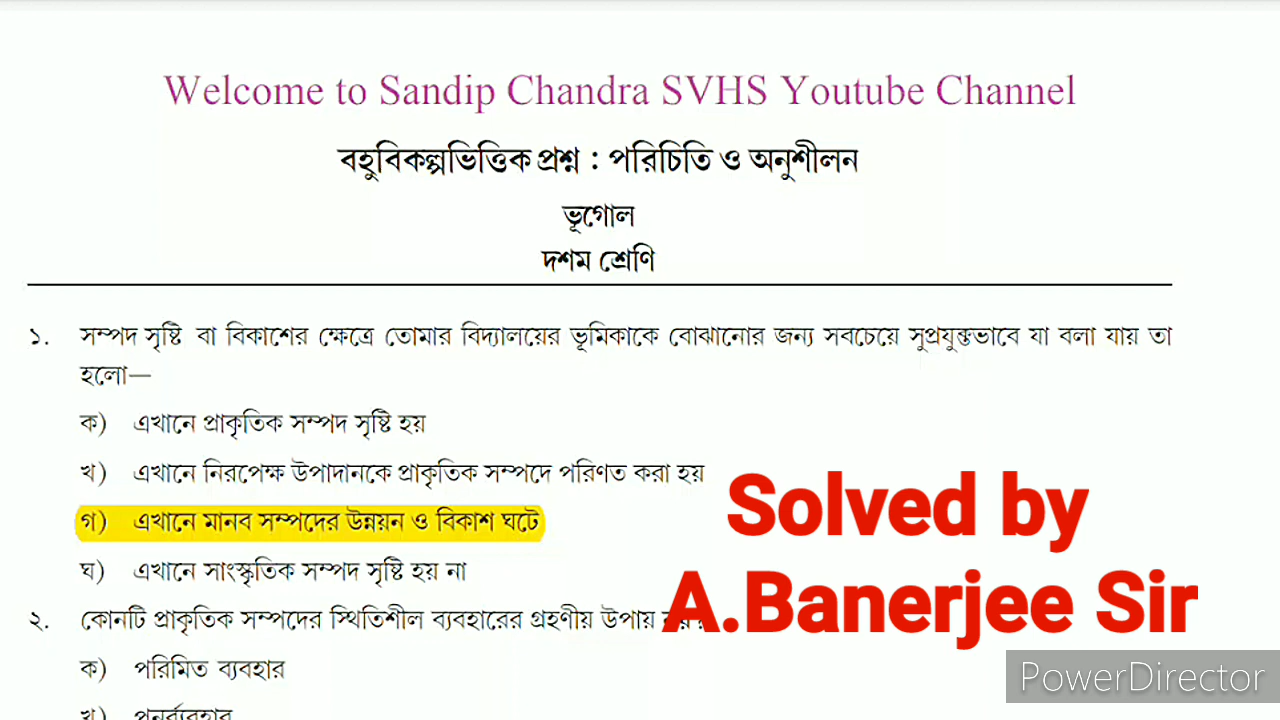 Welcome to Sandip Chandra SVHS Youtube Channel
বহুবিকল্পভিত্তিক প্রশ্ন : পরিচিতি ও অনুশীলন
ভূগোল
দশম শ্রেণি
১. সম্পদ সৃষ্টি বা বিকাশের ক্ষেত্রে তোমার বিদ্যালয়ের ভূমিকাকে বোঝানোর জন্য সবচেয়ে সুপ্রযুক্তভাবে যা বলা যায় তা
হলো—
ক) এখানে প্রাকৃতিক সম্পদ সৃষ্টি হয়
খ) এখানে নিরপেক্ষ উপাদানকে প্রাকৃতিক সম্পদে পরিণত করা হয়
গ) এখানে মানব সম্পদের উন্নয়ন ও বিকাশ ঘটে
ঘ) এখানে সাংস্কৃতিক সম্পদ সৃষ্টি হয় না
২. কোনটি প্রাকৃতিক সম্পদের স্থিতিশীল ব্যবহারের গ্রহণীয় উপায়
ক) পরিমিত ব্যবহার
খ) পুনর্ব্যবহার
Solved by
A.Banerjee Sir
PowerDirector